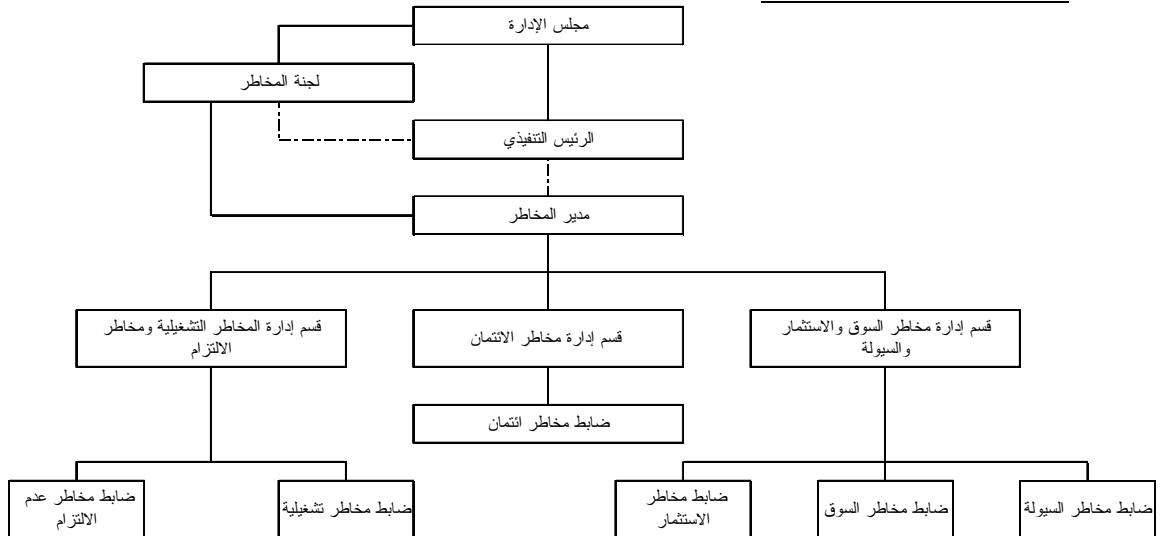 مجلس الإدارة
لجنة المخاطر
الرئيس التنفيذي
مدير المخاطر
قسم إدارة مخاطر السوق والاستثمار
والسيولة
قسم إدارة مخاطر الائتمان
قسم إدارة المخاطر التشغيلية ومخاطر
الالتزام
ضابط مخاطر ائتمان
ضابط مخاطر السيولة
ضابط مخاطر السوق
ضابط مخاطر
الاستثمار
ضابط مخاطر تشغيلية
ضابط مخاطر عدم
الالتزام